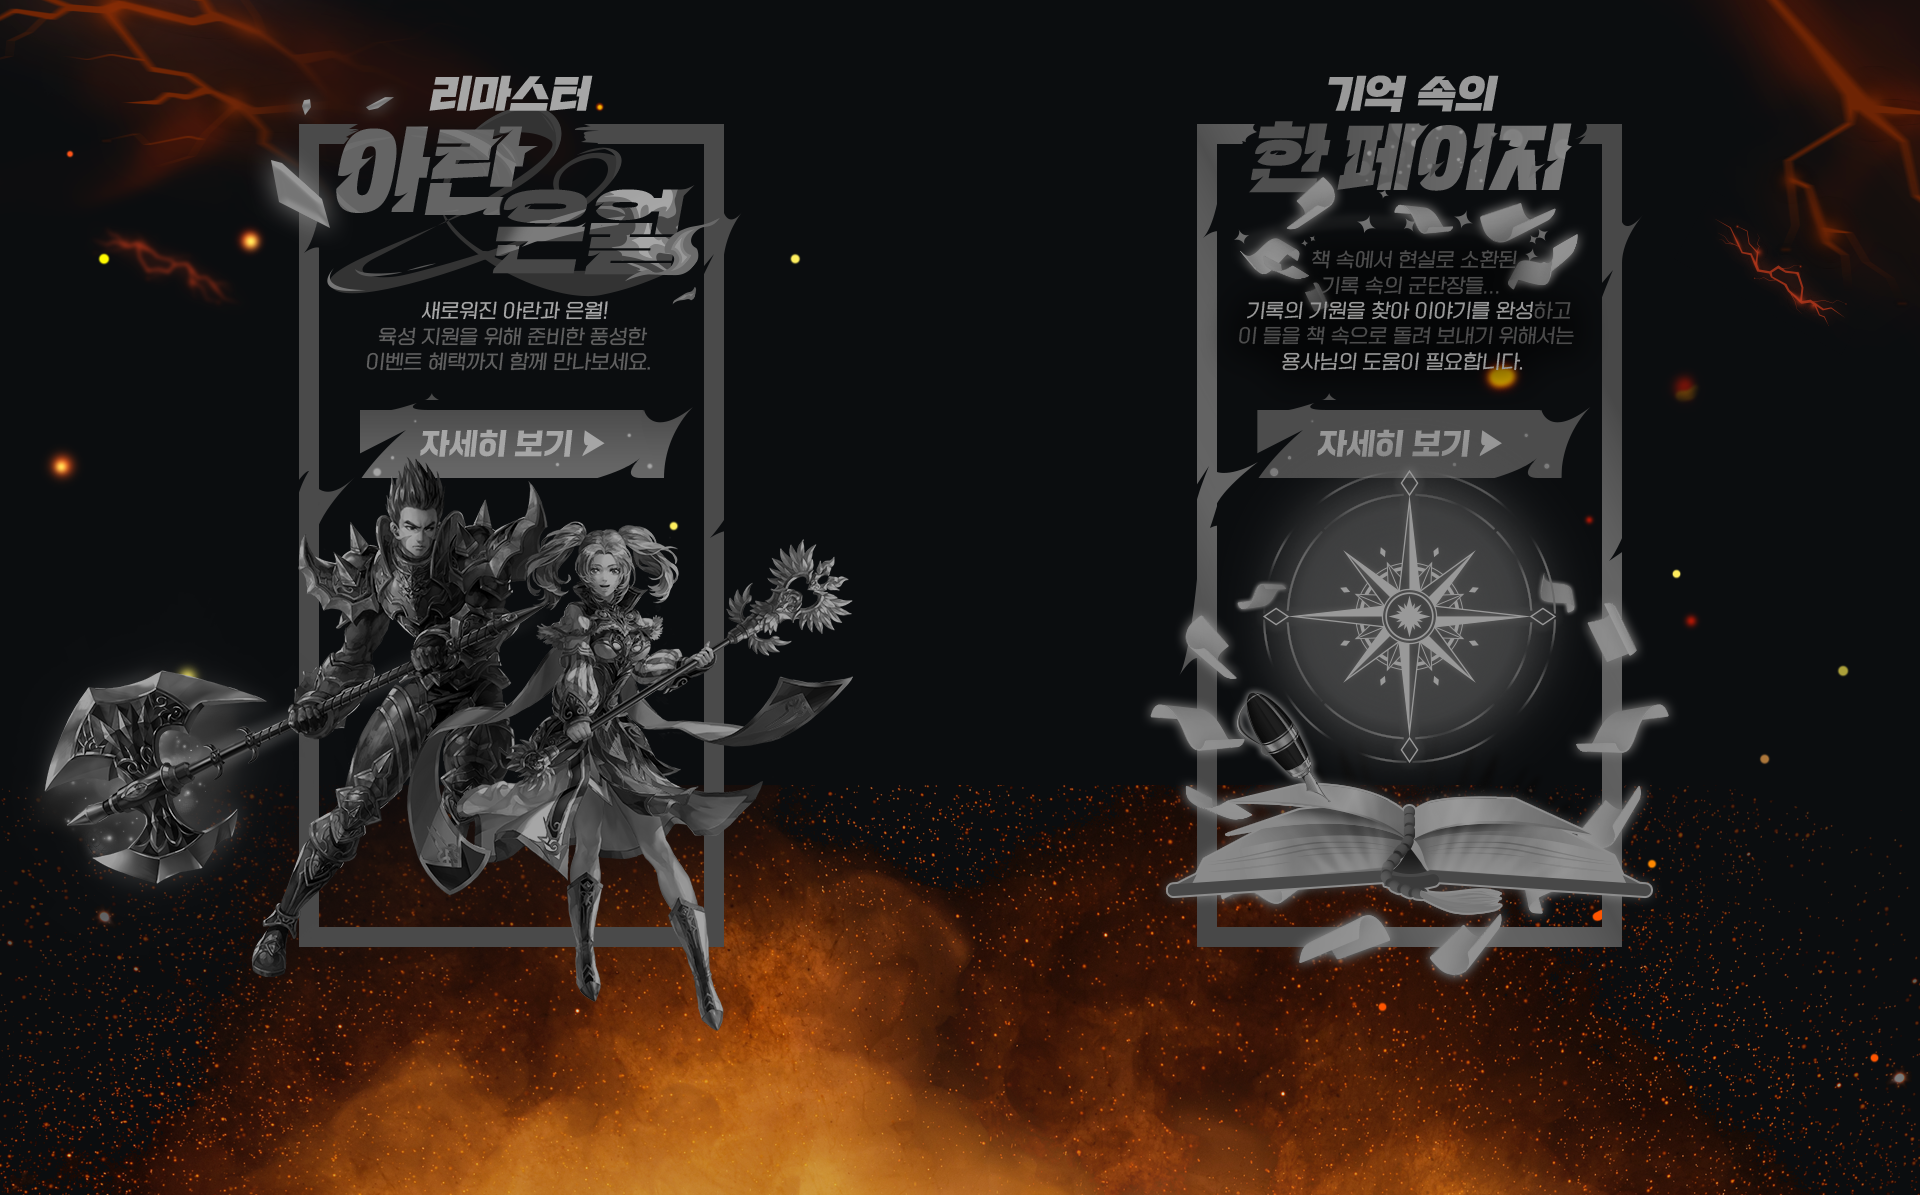 리마스터
아란
은월
새로워진 아란과 은월!
육성 지원을 위해 준비한 풍성한
이벤트 혜택까지 함께 만나보세요.
자세히 보기
기억 속의
한 페이지
책 속에서 현실로 소환된
기록 속의 군단장들...
기록의 기원을 찾아 이야기를 완성하고
이 들을 책 속으로 돌려 보내기 위해서는
용사님의 도움이 필요합니다.
자세히 보기